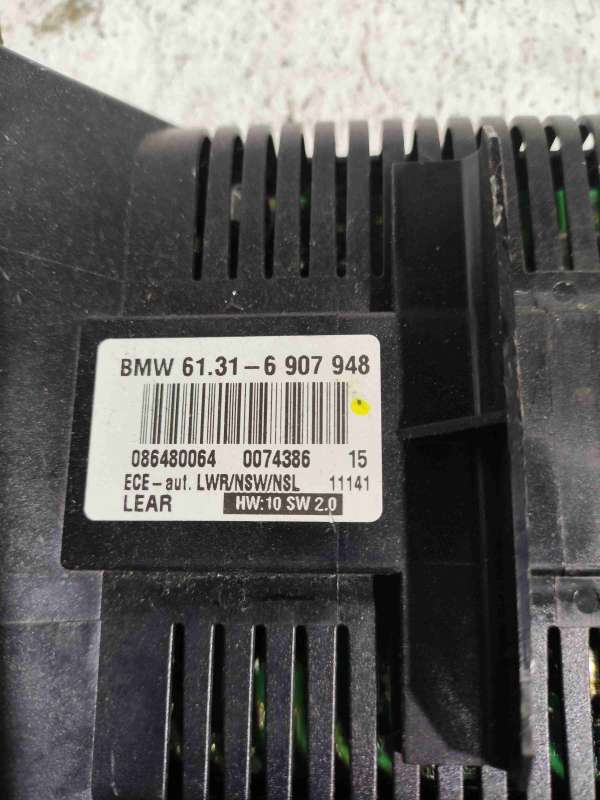 BMW 61.31-6 907 948
086480064 0074386 15
ECE-aut. LWR/NSW/NSL 11141
LEAR HW:10 SW 2.0